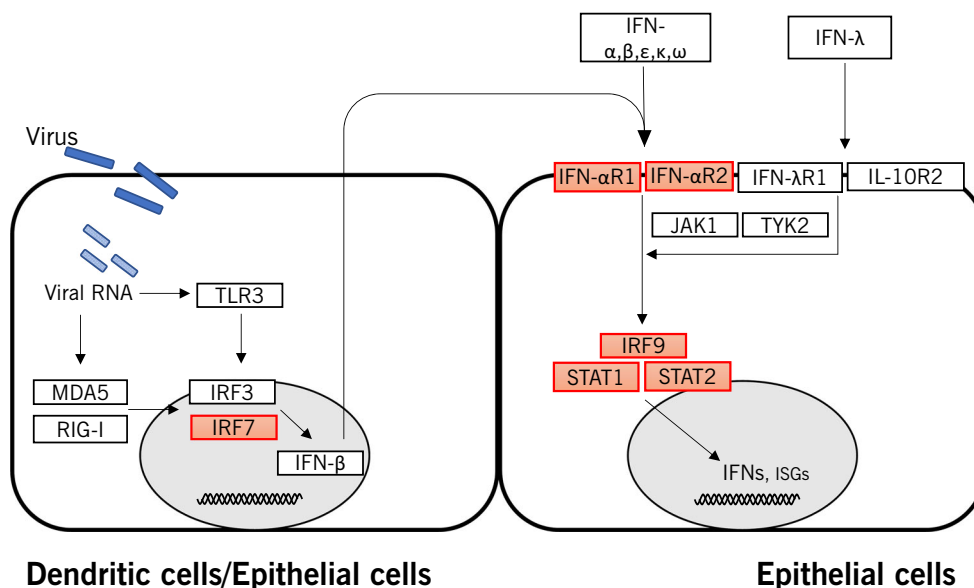 IFN-
α,β,ε,κ,ω
IFN-λ
Virus
IFN-αR1
IFN-αR2
IFN-λR1
IL-10R2
JAK1
TYK2
Viral RNA
TLR3
IRF9
STAT1
STAT2
MDA5
RIG-I
IRF3
IRF7
IFN-β
IFNs, ISGs
Dendritic cells/Epithelial cells
Epithelial cells